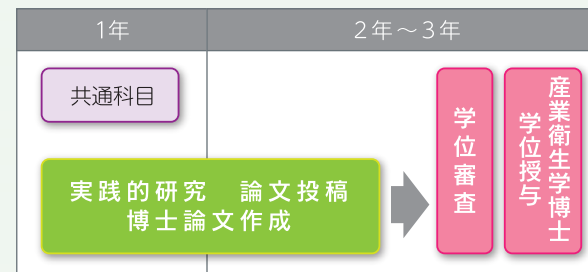 1年
2年～3年
共通科目
実践的研究　論文投稿
博士論文作成
学位審査
産業衛生学博士
学位授与